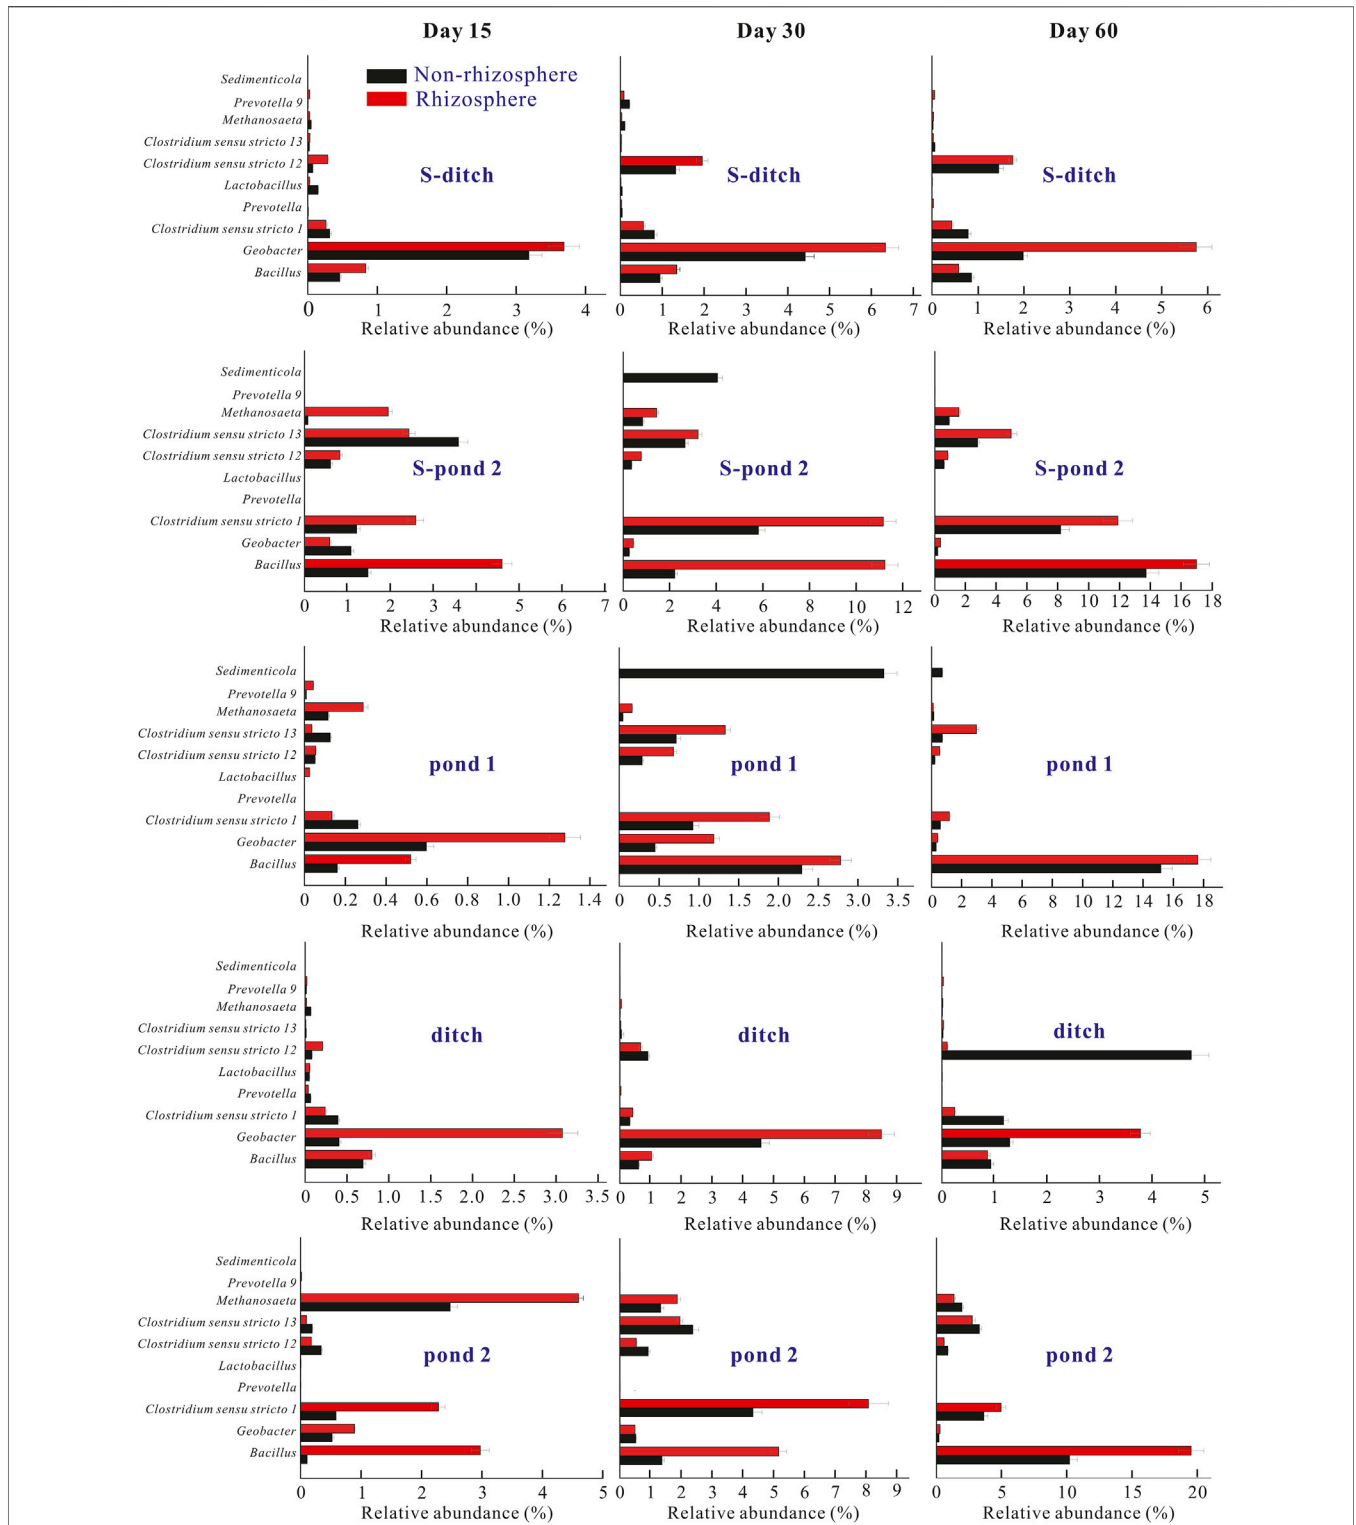 Day 15 Day 30 Day 60
Non-rhizosphere
Rhizosphere
Sedimenticola
Prevotella 9
Methanosaeta
Clostridium sensu stricto 13
Clostridium sensu stricto 12
Lactobacillus
Prevotella
Clostridium sensu stricto 1
Geobacter
Bacillus
S-ditch S-ditch S-ditch
0 1 2 3 4 0 1 2 3 4 5 6 7 0 1 2 3 4 5 6
Relative abundance (%) Relative abundance (%) Relative abundance (%)
Sedimenticola
Prevotella 9
Methanosaeta
Clostridium sensu stricto 13
Clostridium sensu stricto 12
Lactobacillus
Prevotella
Clostridium sensu stricto 1
Geobacter
Bacillus
S-pond 2 S-pond 2 S-pond 2
0 1 2 3 4 5 6 7 0 2 4 6 8 10 12 0 2 4 6 8 10 12 14 16 18
Relative abundance (%) Relative abundance (%) Relative abundance (%)
Sedimenticola
Prevotella 9
Methanosaeta
Clostridium sensu stricto 13
Clostridium sensu stricto 12
Lactobacillus
Prevotella
Clostridium sensu stricto 1
Geobacter
Bacillus
pond 1 pond 1 pond 1
0 0.2 0.4 0.6 0.8 1.0 1.2 1.4 0 0.5 1.0 1.5 2.0 2.5 3.0 3.5 0 2 4 6 8 10 12 14 16 18
Relative abundance (%) Relative abundance (%) Relative abundance (%)
Sedimenticola
Prevotella 9
Methanosaeta
Clostridium sensu stricto 13
Clostridium sensu stricto 12
Lactobacillus
Prevotella
Clostridium sensu stricto 1
Geobacter
Bacillus
ditch ditch ditch
0 0.5 1.0 1.5 2.0 2.5 3.0 3.5 0 1 2 3 4 5 6 7 8 9 0 1 2 3 4 5
Relative abundance (%) Relative abundance (%) Relative abundance (%)
Sedimenticola
Prevotella 9
Methanosaeta
Clostridium sensu stricto 13
Clostridium sensu stricto 12
Lactobacillus
Prevotella
Clostridium sensu stricto 1
Geobacter
Bacillus
pond 2 pond 2 pond 2
0 1 2 3 4 5 0 1 2 3 4 5 6 7 8 9 0 5 10 15 20
Relative abundance (%) Relative abundance (%) Relative abundance (%)